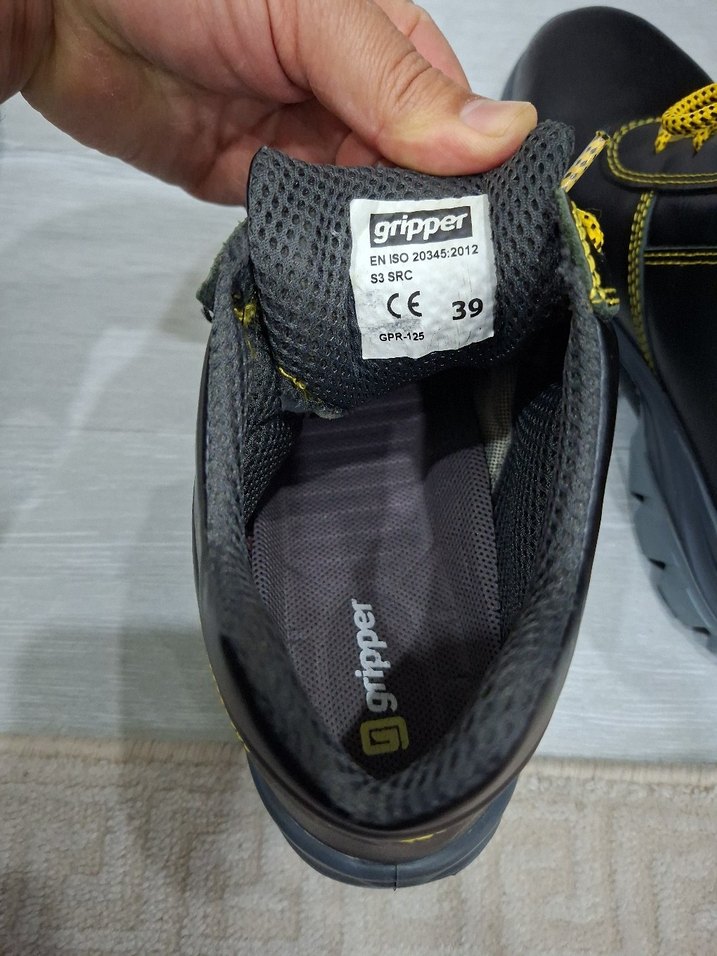 gripper
EN ISO 20345:2012
S3 SRC
CE 39
GPR-125
gripper